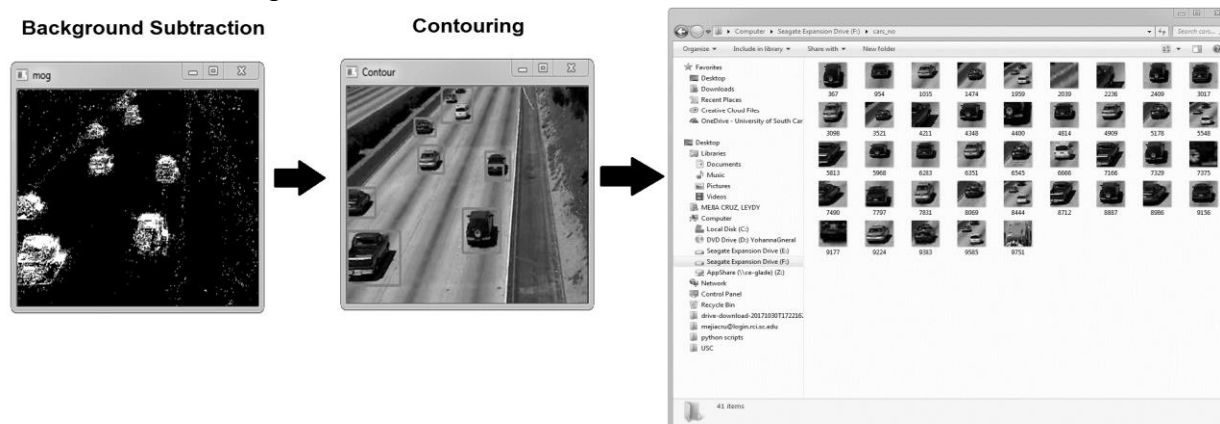 Background Subtraction
Contouring
mog
Contour
Computer ▸ Seagate Expansion Drive (F:) ▸ cars_no
Organize ▾ Include in library ▾ Share with ▾ New folder
Favorites
Desktop
Downloads
Recent Places
Creative Cloud Files
OneDrive - University of South Car
Desktop
Libraries
Documents
Music
Pictures
Videos
MEJIA CRUZ, LEYDY
Computer
Local Disk (C:)
DVD Drive (D:) YohannaGneral
Seagate Expansion Drive (E:)
Seagate Expansion Drive (F:)
AppShare (\\ce-glade) (Z:)
Network
Control Panel
Recycle Bin
drive-download-20171030T172216
mejiacru@login.rci.sc.edu
python scripts
USC
367 954 1035 1474 1959 2039 2236 2409 3017
3098 3521 4211 4348 4400 4814 4909 5178 5548
5813 5968 6283 6351 6545 6666 7166 7329 7375
7490 7797 7831 8069 8444 8712 8887 8986 9156
9177 9224 9383 9585 9751
41 items